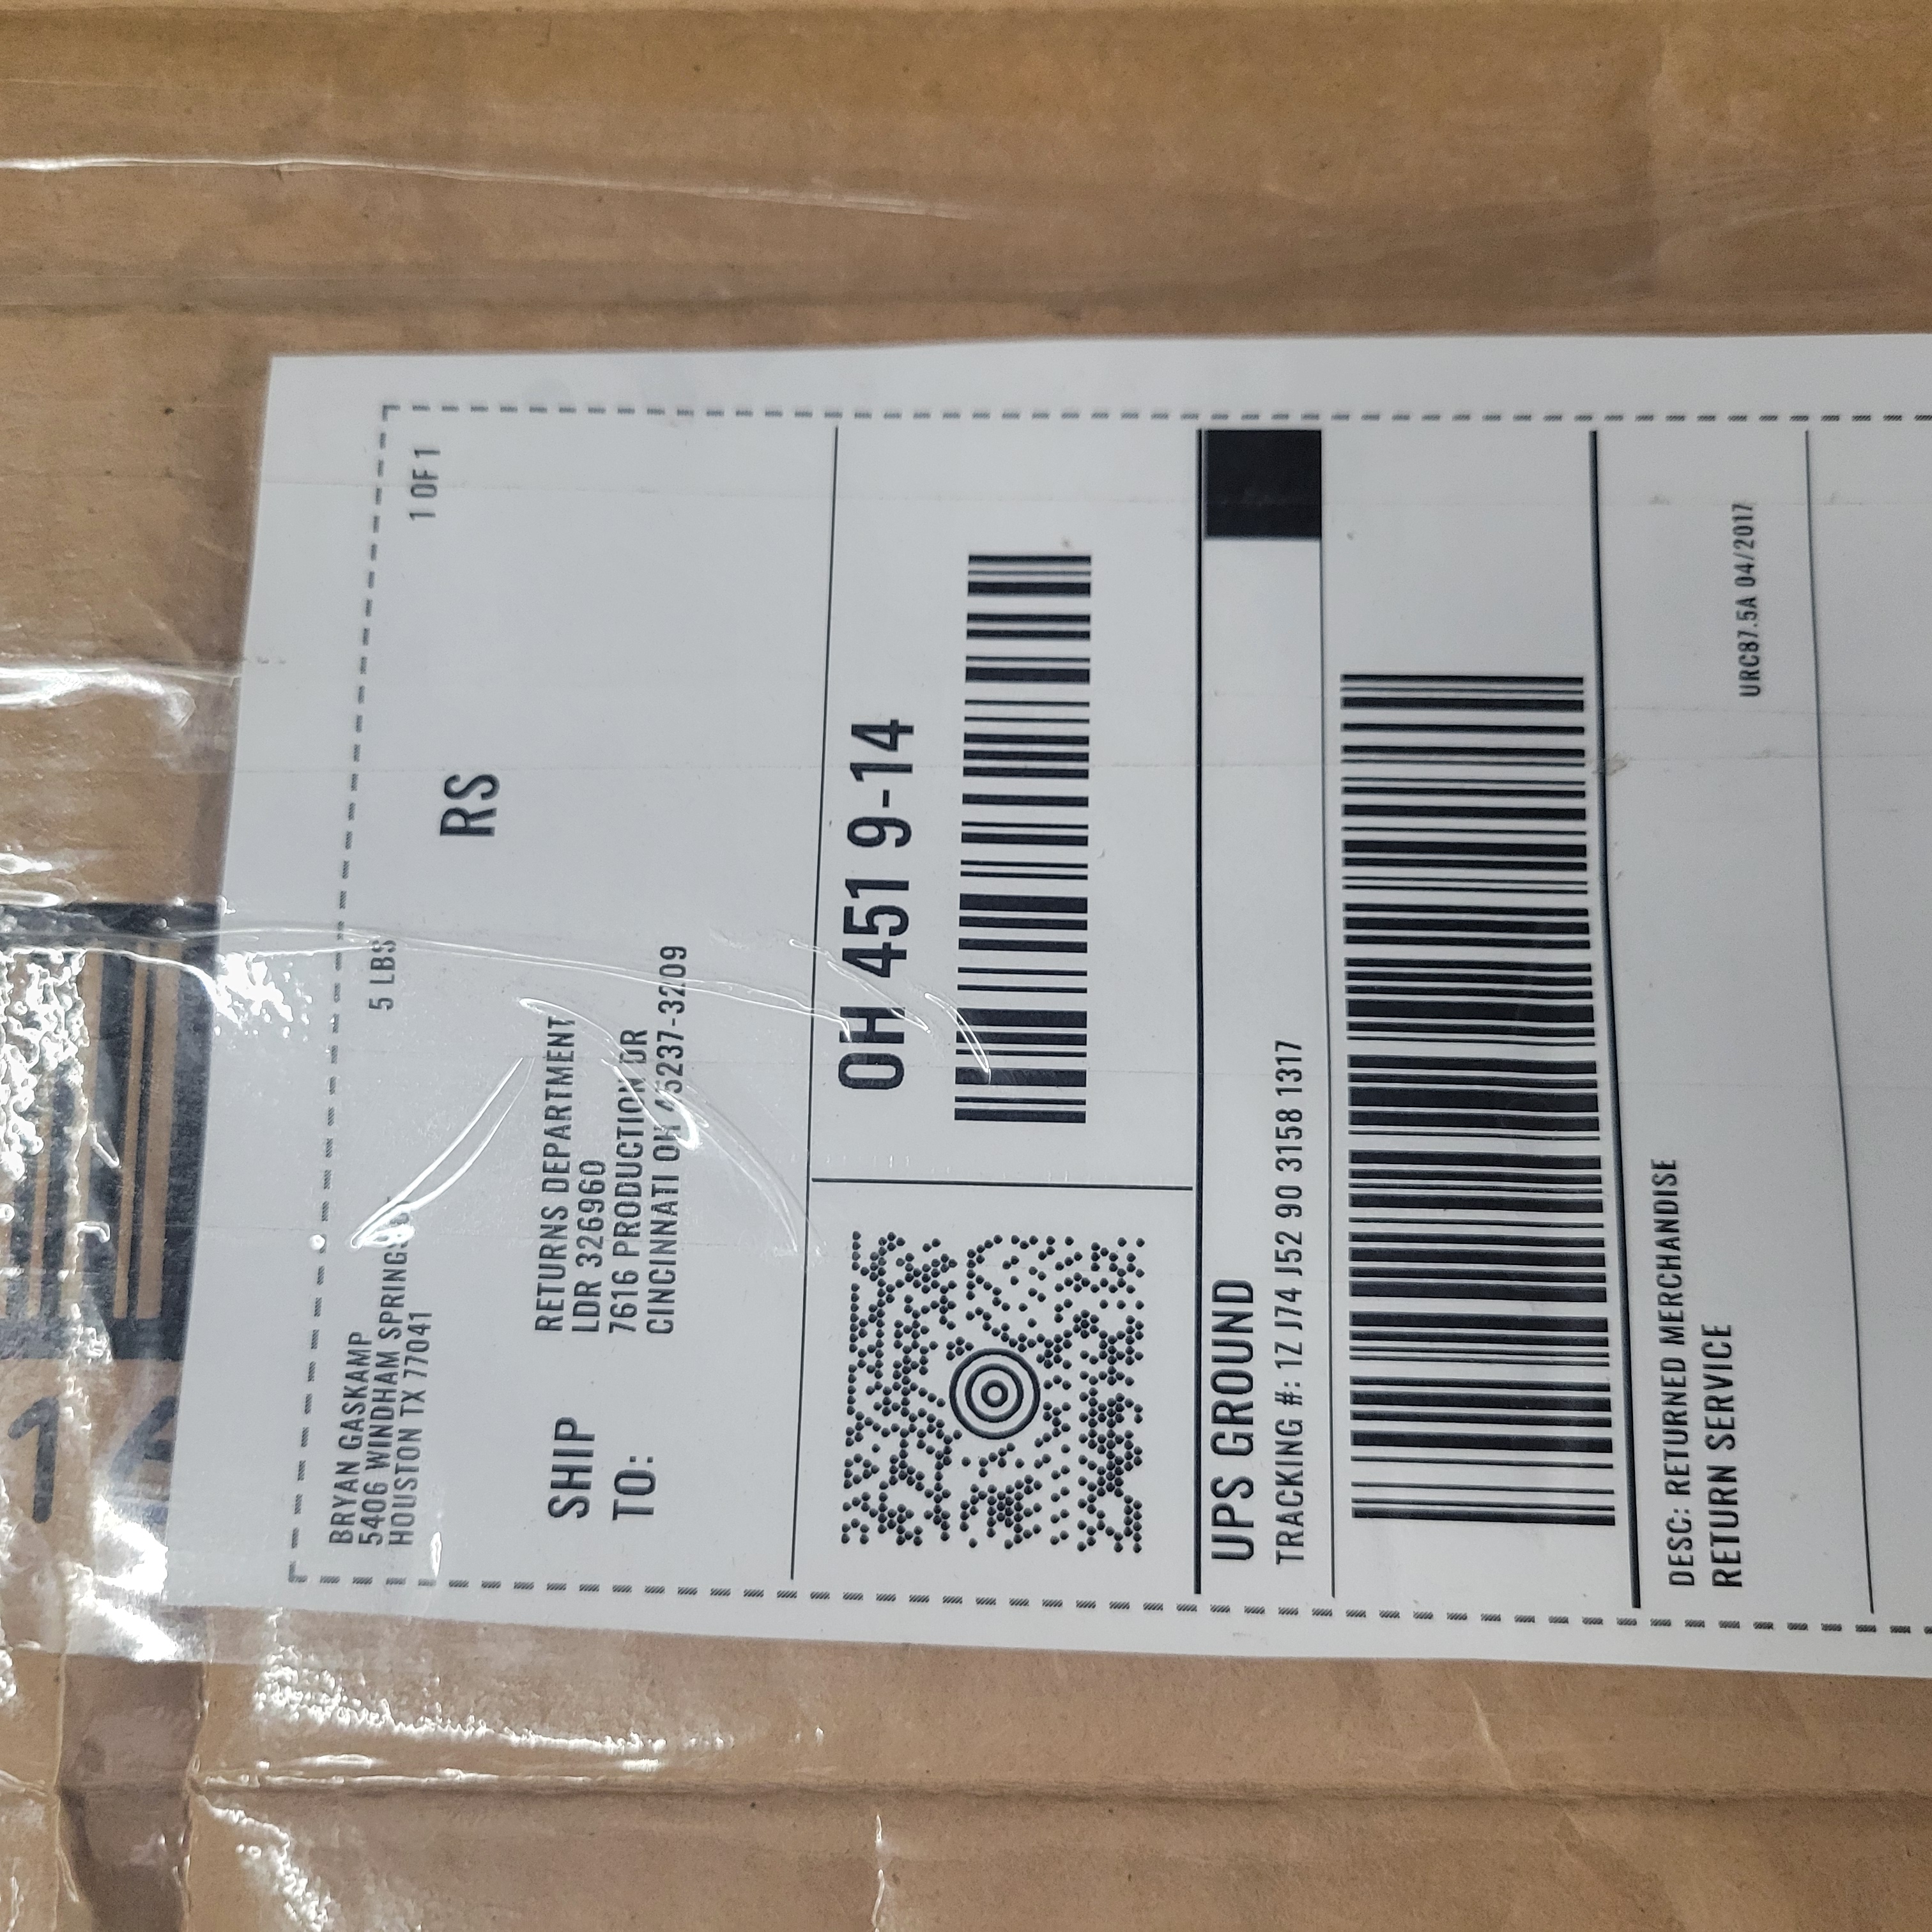 BRYAN GASKAMP
5406 WINDHAM SPRINGS
HOUSTON TX 77041
5 LBS
1 OF 1
RS
SHIP
TO:
RETURNS DEPARTMENT
LDR 326960
7616 PRODUCTION DR
CINCINNATI OH 45237-3209
OH 451 9-14
UPS GROUND
TRACKING #: 1Z J74 J52 90 3158 1317
DESC: RETURNED MERCHANDISE
RETURN SERVICE
URC87.5A 04/2017